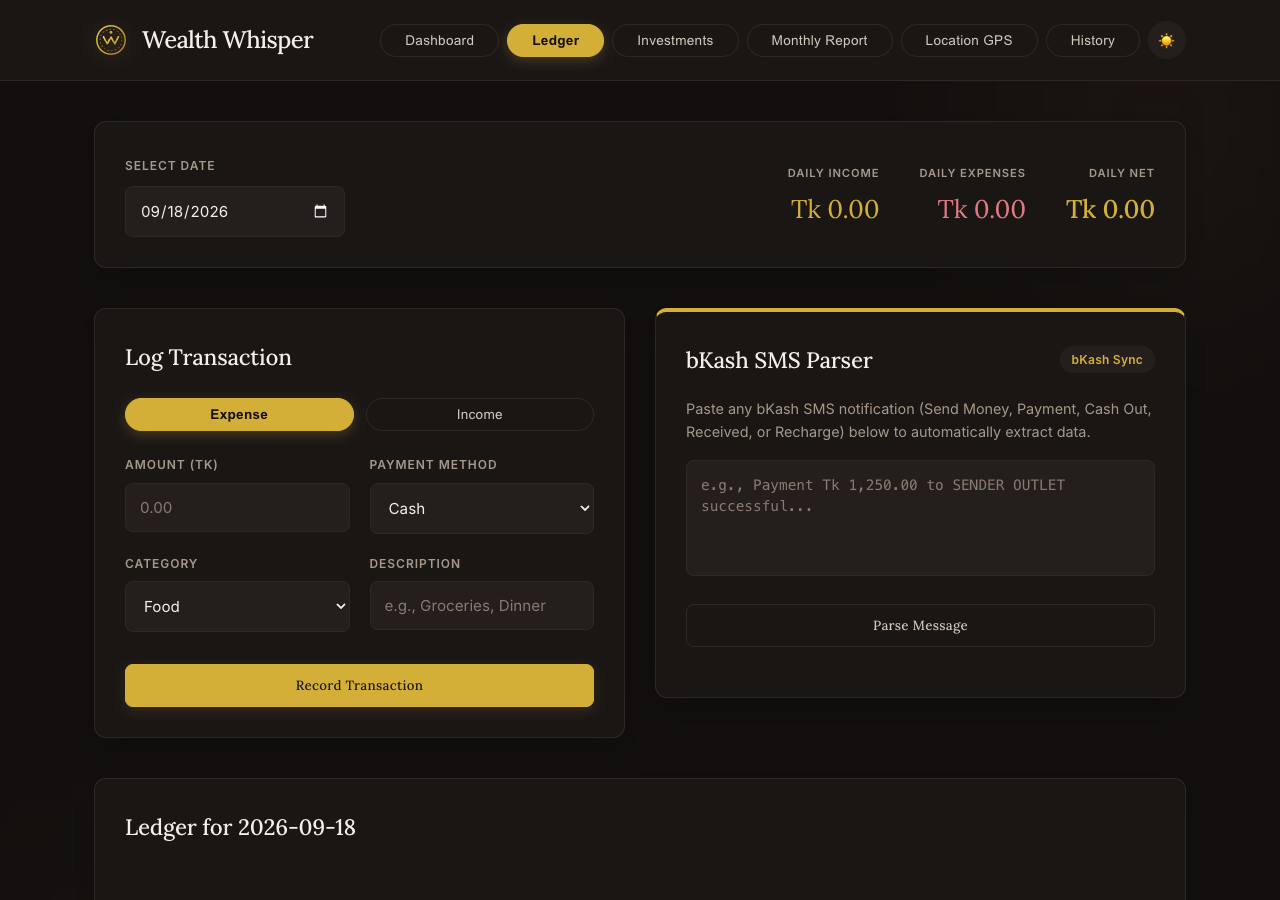 Wealth Whisper
Dashboard
Ledger
Investments
Monthly Report
Location GPS
History
SELECT DATE
09/18/2026
DAILY INCOME
Tk 0.00
DAILY EXPENSES
Tk 0.00
DAILY NET
Tk 0.00
Log Transaction
Expense
Income
AMOUNT (TK)
0.00
PAYMENT METHOD
Cash
CATEGORY
Food
DESCRIPTION
e.g., Groceries, Dinner
Record Transaction
bKash SMS Parser
bKash Sync
Paste any bKash SMS notification (Send Money, Payment, Cash Out,
Received, or Recharge) below to automatically extract data.
e.g., Payment Tk 1,250.00 to SENDER OUTLET
successful...
Parse Message
Ledger for 2026-09-18